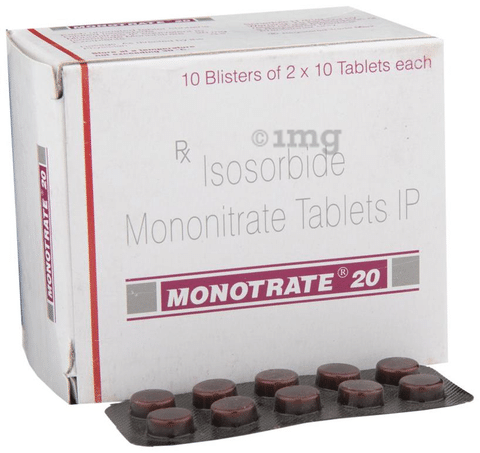 10 Blisters of 2 x 10 Tablets each
©1mg
Rx Isosorbide
Mononitrate Tablets IP
MONOTRATE® 20
MONOTRATE® 20